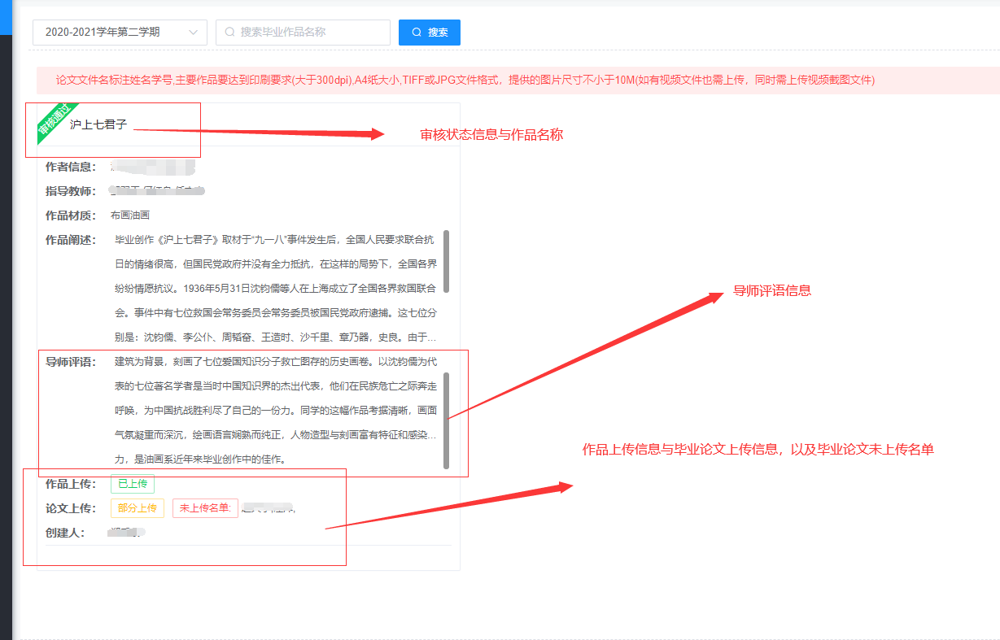 2020-2021学年第二学期
搜索毕业作品名称
搜索
论文文件名标注姓名学号,主要作品要达到印刷要求(大于300dpi),A4纸大小,TIFF或JPG文件格式，提供的图片尺寸不小于10M(如有视频文件也需上传，同时需上传视频截图文件)
审核通过
沪上七君子
审核状态信息与作品名称
作者信息：
指导教师：
作品材质： 布画油画
作品阐述： 毕业创作《沪上七君子》取材于“九一八”事件发生后，全国人民要求联合抗
日的情绪很高，但国民党政府并没有全力抵抗，在这样的局势下，全国各界
纷纷情愿抗议。1936年5月31日沈钧儒等人在上海成立了全国各界救国联合
会。事件中有七位救国会常务委员会常务委员被国民党政府逮捕。这七位分
别是：沈钧儒、李公仆、周韬奋、王造时、沙千里、章乃器，史良。由于...
导师评语信息
导师评语： 建筑为背景，刻画了七位爱国知识分子救亡图存的历史画卷。以沈钧儒为代
表的七位著名学者是当时中国知识界的杰出代表，他们在民族危亡之际奔走
呼唤，为中国抗战胜利尽了自己的一份力。同学的这幅作品考据清晰，画面
气氛凝重而深沉，绘画语言娴熟而纯正，人物造型与刻画富有特征和感染...
力，是油画系近年来毕业创作中的佳作。
作品上传信息与毕业论文上传信息，以及毕业论文未上传名单
作品上传： 已上传
论文上传： 部分上传 未上传名单:
创建人：